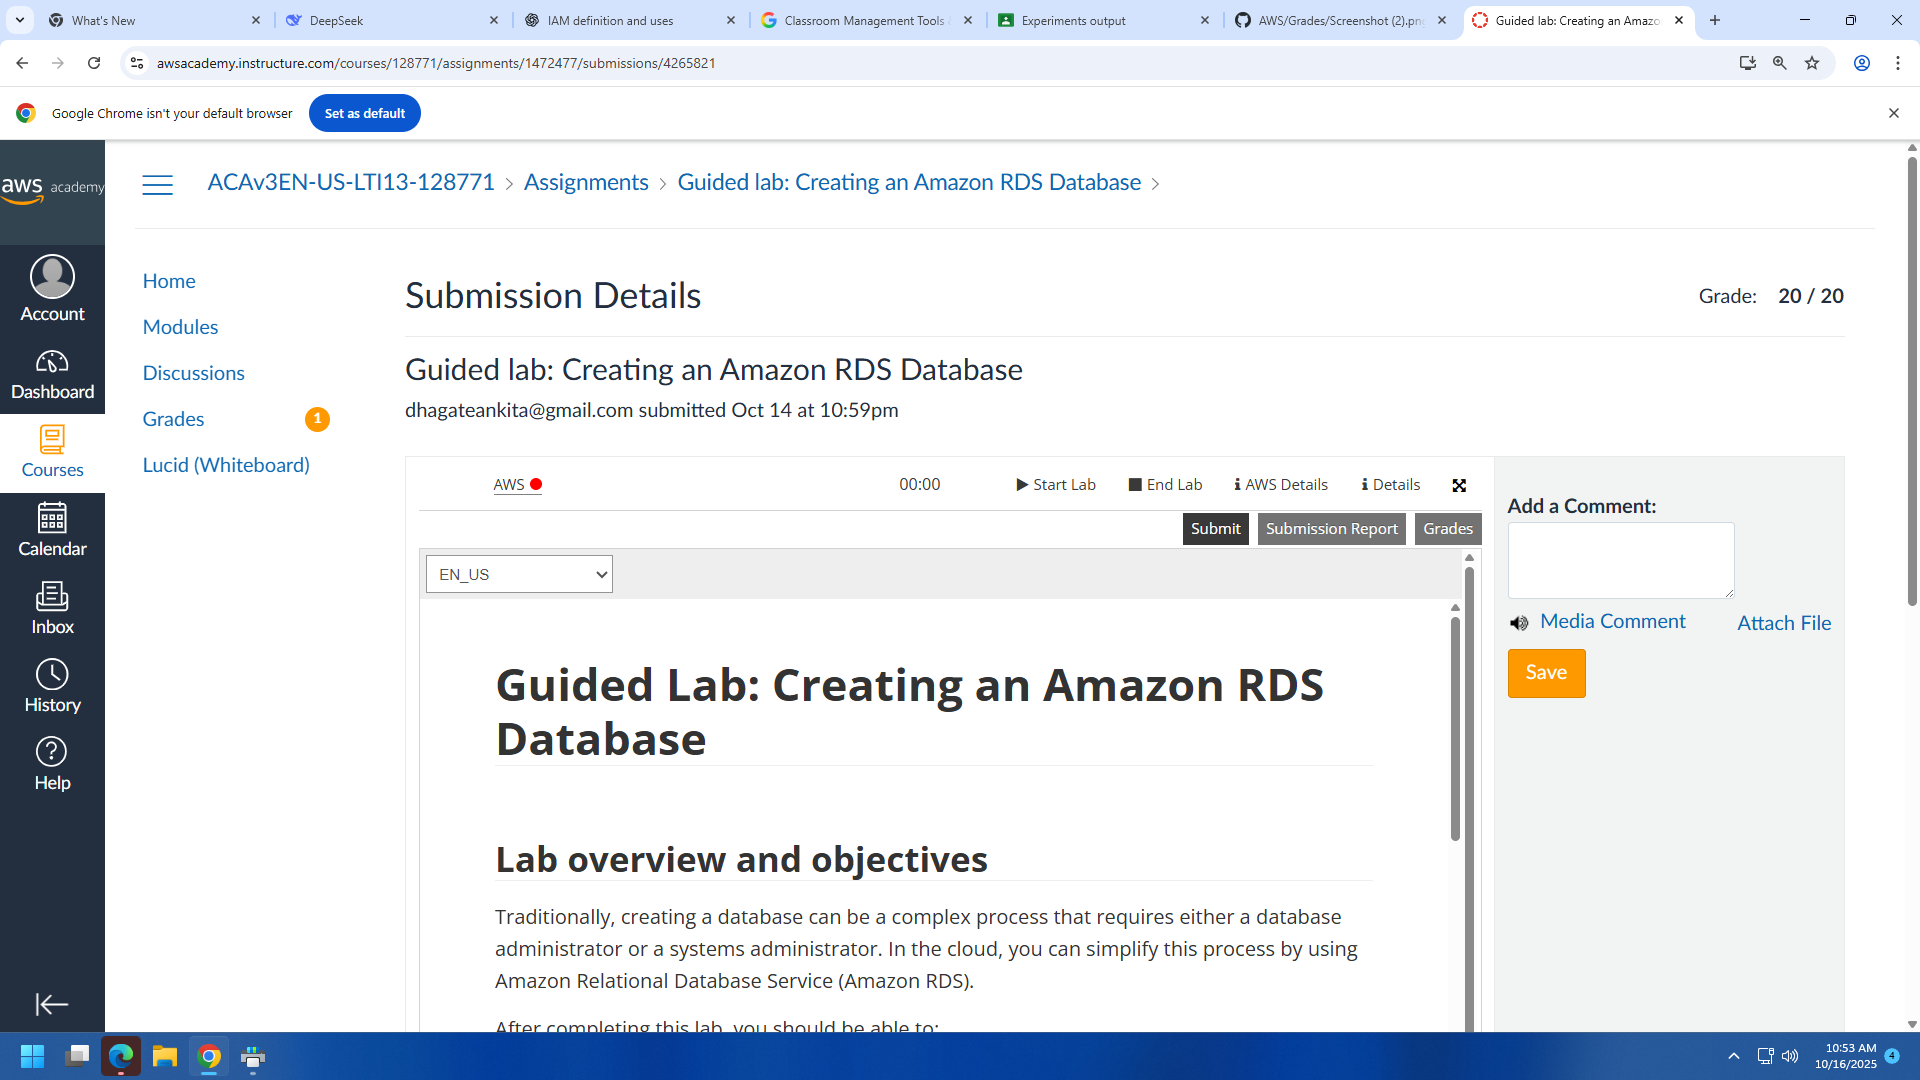 What's New
DeepSeek
IAM definition and uses
Classroom Management Tools
Experiments output
AWS/Grades/Screenshot (2).pn
Guided lab: Creating an Amazo
awsacademy.instructure.com/courses/128771/assignments/1472477/submissions/4265821
Google Chrome isn't your default browser
Set as default
aws academy
ACAv3EN-US-LTI13-128771 > Assignments > Guided lab: Creating an Amazon RDS Database >
Account
Dashboard
Courses
Calendar
Inbox
History
Help
Home
Modules
Discussions
Grades 1
Lucid (Whiteboard)
Submission Details
Grade: 20 / 20
Guided lab: Creating an Amazon RDS Database
dhagateankita@gmail.com submitted Oct 14 at 10:59pm
AWS 00:00 Start Lab End Lab AWS Details Details
Submit Submission Report Grades
EN_US
Guided Lab: Creating an Amazon RDS
Database
Lab overview and objectives
Traditionally, creating a database can be a complex process that requires either a database
administrator or a systems administrator. In the cloud, you can simplify this process by using
Amazon Relational Database Service (Amazon RDS).
After completing this lab, you should be able to:
Add a Comment:
Media Comment
Attach File
Save
10:53 AM
10/16/2025
4